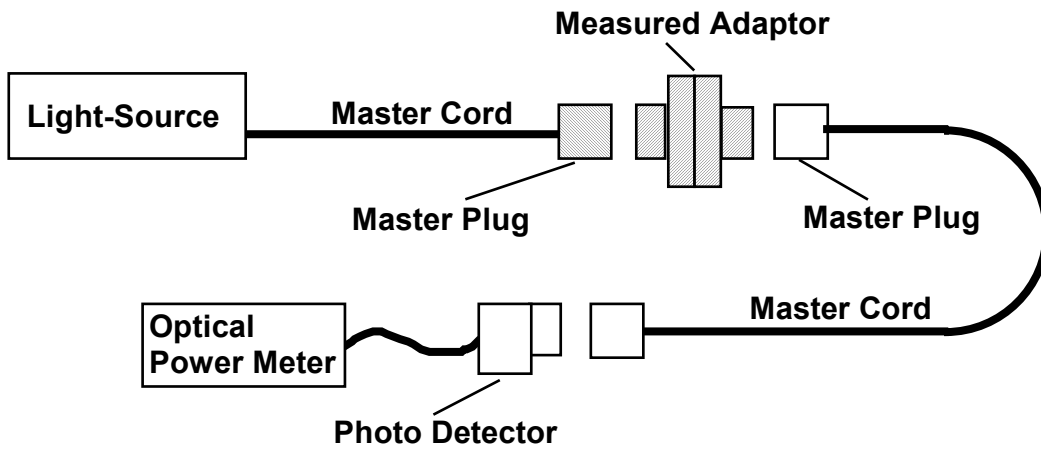 Measured Adaptor
Light-Source
Master Cord
Master Plug
Master Plug
Master Cord
Optical
Power Meter
Photo Detector